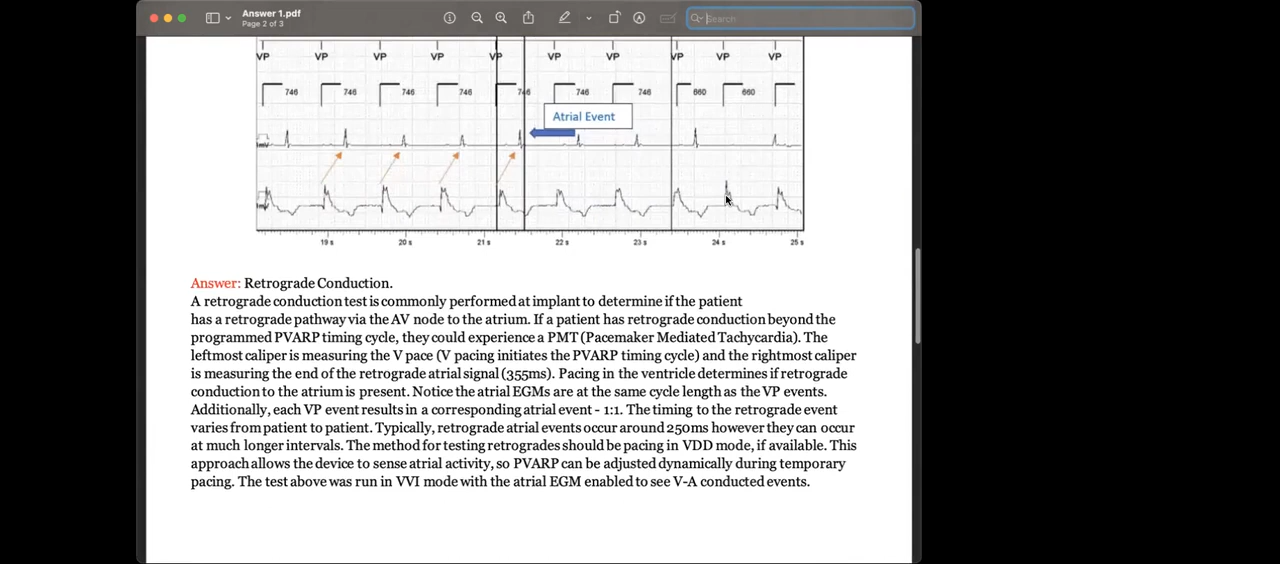 Answer 1.pdf
Page 2 of 3
Search
VP VP VP VP VP VP VP VP VP VP
746 746 746 746 746 746 746 660 660
Atrial Event
19 s 20 s 21 s 22 s 23 s 24 s 25 s
Answer: Retrograde Conduction.
A retrograde conduction test is commonly performed at implant to determine if the patient
has a retrograde pathway via the AV node to the atrium. If a patient has retrograde conduction beyond the
programmed PVARP timing cycle, they could experience a PMT (Pacemaker Mediated Tachycardia). The
leftmost caliper is measuring the V pace (V pacing initiates the PVARP timing cycle) and the rightmost caliper
is measuring the end of the retrograde atrial signal (355ms). Pacing in the ventricle determines if retrograde
conduction to the atrium is present. Notice the atrial EGMs are at the same cycle length as the VP events.
Additionally, each VP event results in a corresponding atrial event - 1:1. The timing to the retrograde event
varies from patient to patient. Typically, retrograde atrial events occur around 250ms however they can occur
at much longer intervals. The method for testing retrogrades should be pacing in VDD mode, if available. This
approach allows the device to sense atrial activity, so PVARP can be adjusted dynamically during temporary
pacing. The test above was run in VVI mode with the atrial EGM enabled to see V-A conducted events.